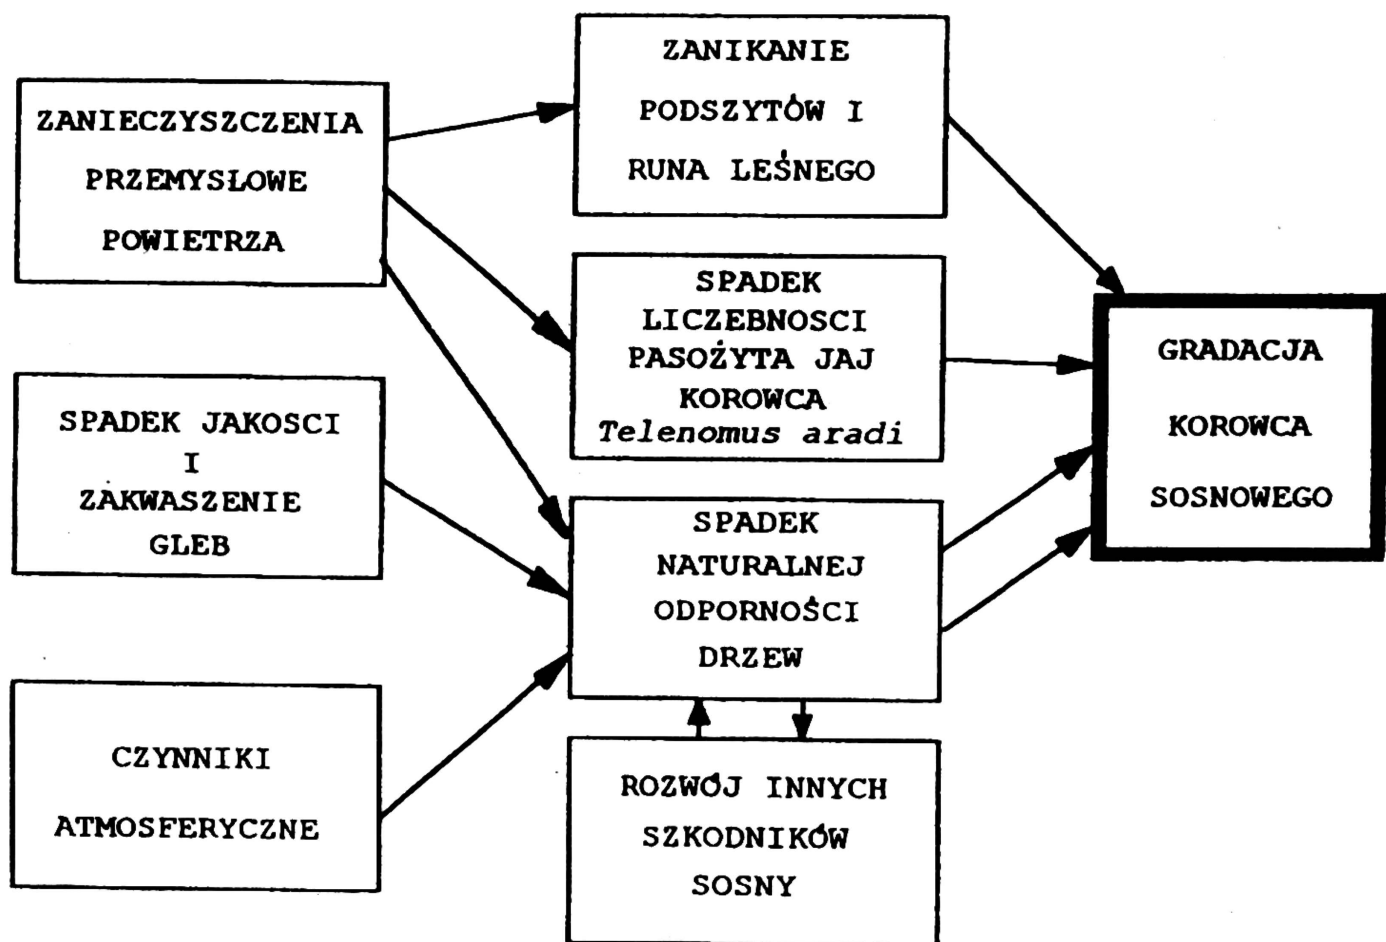 ZANIECZYSZCZENIA
PRZEMYSLOWE
POWIETRZA
SPADEK JAKOSCI
I
ZAKWASZENIE
GLEB
CZYNNIKI
ATMOSFERYCZNE
ZANIKANIE
PODSZYTÓW I
RUNA LEŚNEGO
SPADEK
LICZEBNOSCI
PASOŻYTA JAJ
KOROWCA
Telenomus aradi
SPADEK
NATURALNEJ
ODPORNOŚCI
DRZEW
ROZWÓJ INNYCH
SZKODNIKÓW
SOSNY
GRADACJA
KOROWCA
SOSNOWEGO